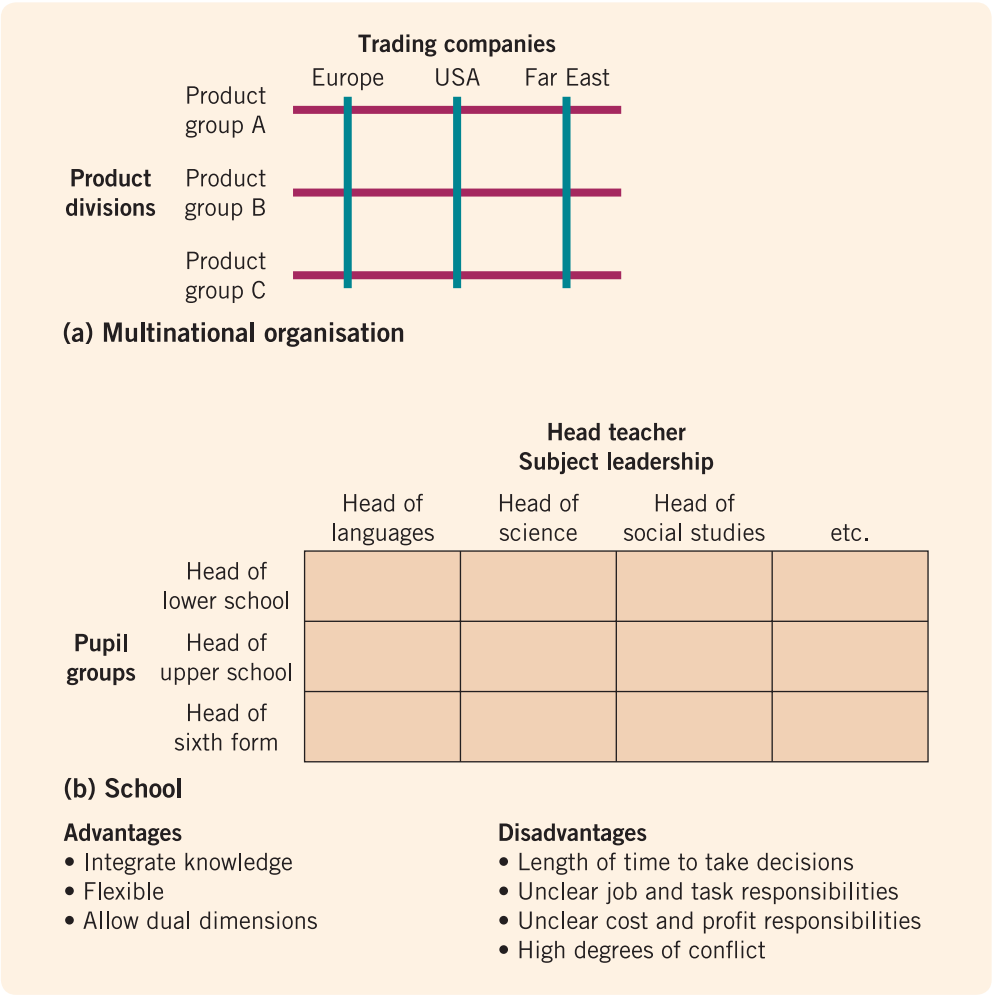 Trading companies
Europe USA Far East
Product
group A
Product
divisions
Product
group B
Product
group C
(a) Multinational organisation
Head teacher
Subject leadership
Head of
languages
Head of
science
Head of
social studies
etc.
Head of
lower school
Pupil
groups
Head of
upper school
Head of
sixth form
(b) School
Advantages
• Integrate knowledge
• Flexible
• Allow dual dimensions
Disadvantages
• Length of time to take decisions
• Unclear job and task responsibilities
• Unclear cost and profit responsibilities
• High degrees of conflict